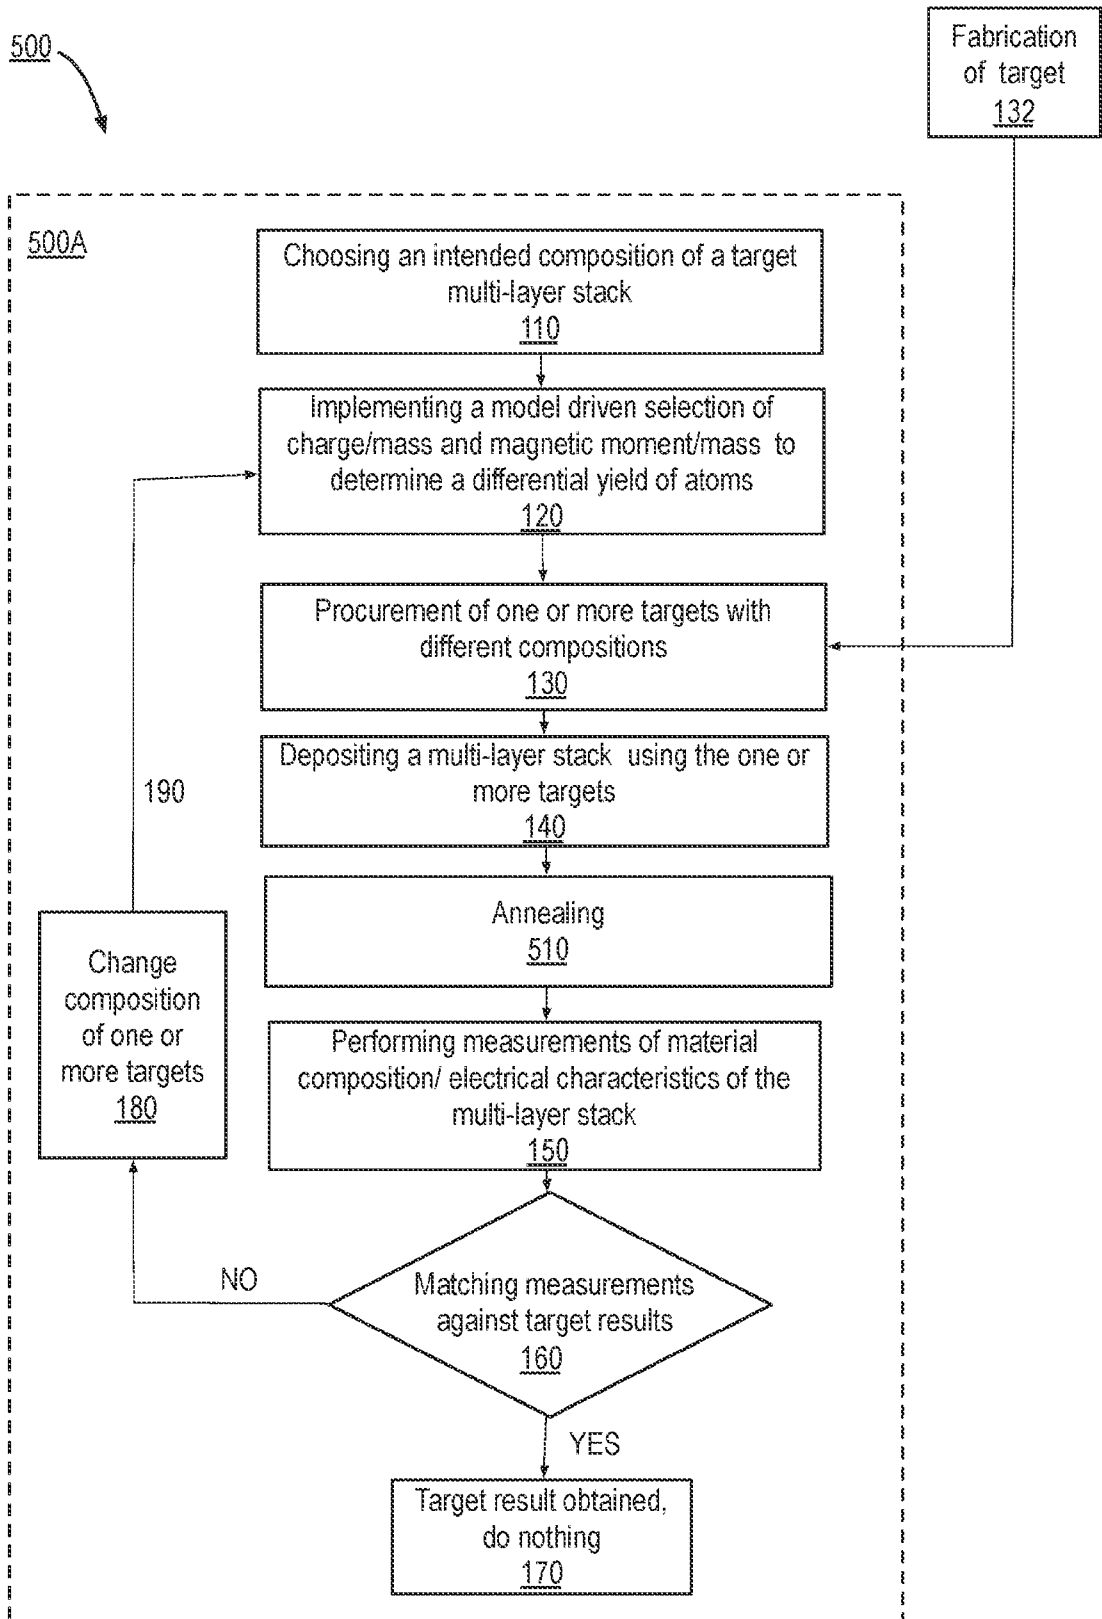 500
Fabrication
of target
132
500A
Choosing an intended composition of a target
multi-layer stack
110
Implementing a model driven selection of
charge/mass and magnetic moment/mass to
determine a differential yield of atoms
120
Procurement of one or more targets with
different compositions
130
Depositing a multi-layer stack using the one or
more targets
140
190
Annealing
510
Change
composition
of one or
more targets
180
Performing measurements of material
composition/ electrical characteristics of the
multi-layer stack
150
NO
Matching measurements
against target results
160
YES
Target result obtained,
do nothing
170